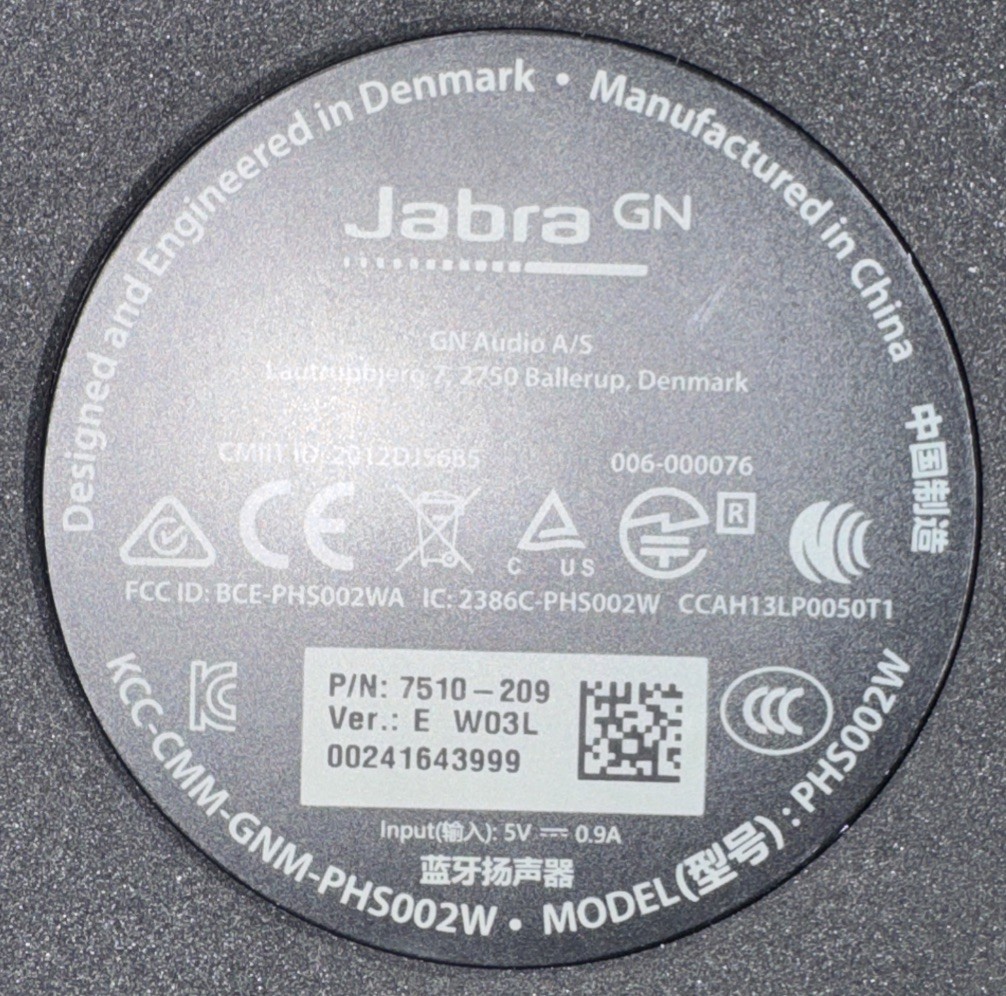 Designed and Engineered in Denmark • Manufactured in China
中国制造
Jabra GN
GN Audio A/S
Lautrupbjerg 7, 2750 Ballerup, Denmark
CMIIT ID: 2012DJ5685
006-000076
C US
R
FCC ID: BCE-PHS002WA IC: 2386C-PHS002W CCAH13LP0050T1
P/N: 7510-209
Ver.: E W03L
00241643999
Input(输入): 5V ⎓ 0.9A
蓝牙扬声器
KCC-CMM-GNM-PHS002W • MODEL(型号) : PHS002W